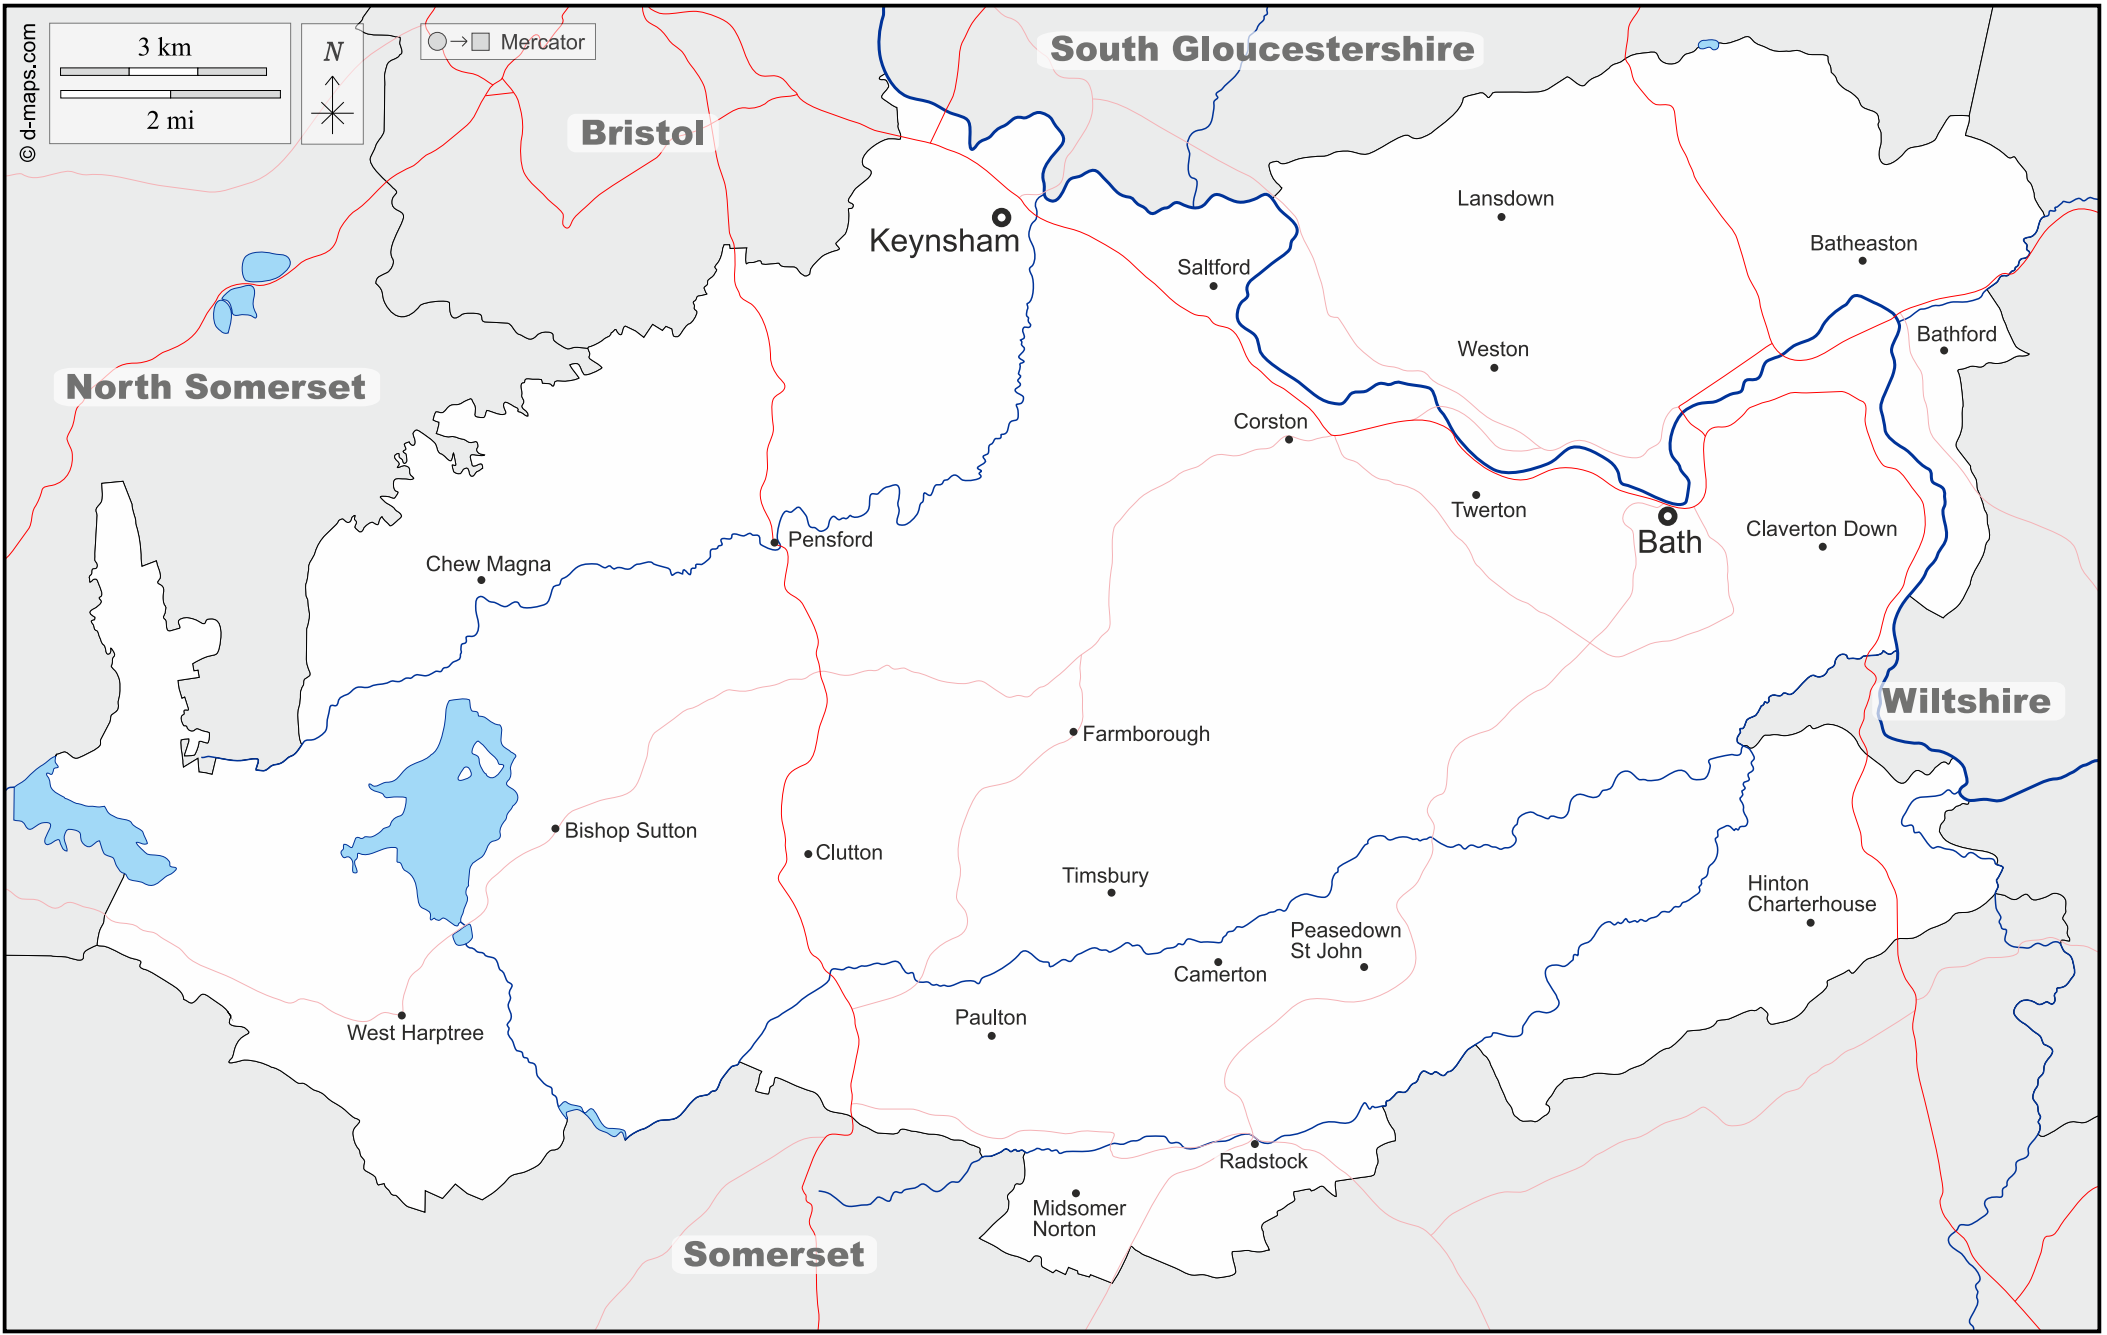 © d-maps.com
3 km
2 mi
N
Mercator
South Gloucestershire
Bristol
Lansdown
Keynsham
Batheaston
Saltford
Bathford
Weston
North Somerset
Corston
Twerton
Claverton Down
Bath
Pensford
Chew Magna
Wiltshire
Farmborough
Bishop Sutton
Clutton
Timsbury
Hinton
Charterhouse
Peasedown
St John
Camerton
Paulton
West Harptree
Radstock
Midsomer
Norton
Somerset